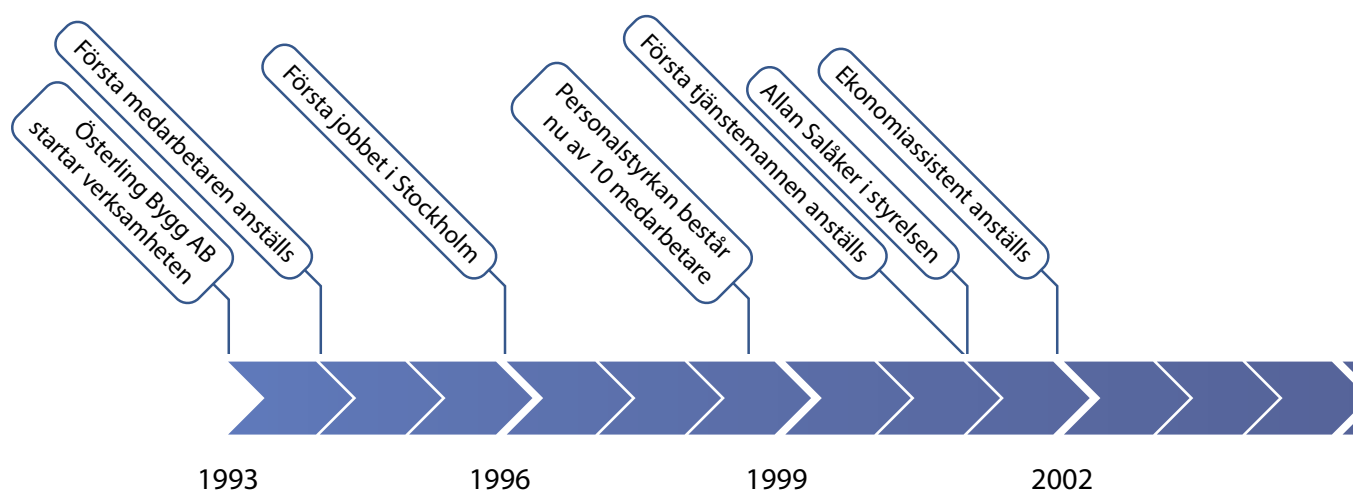 Österling Bygg AB
startar verksamheten
Första medarbetaren anställs
Första jobbet i Stockholm
Personalstyrkan består
nu av 10 medarbetare
Första tjänstemannen anställs
Allan Salåker i styrelsen
Ekonomiassistent anställs
1993
1996
1999
2002